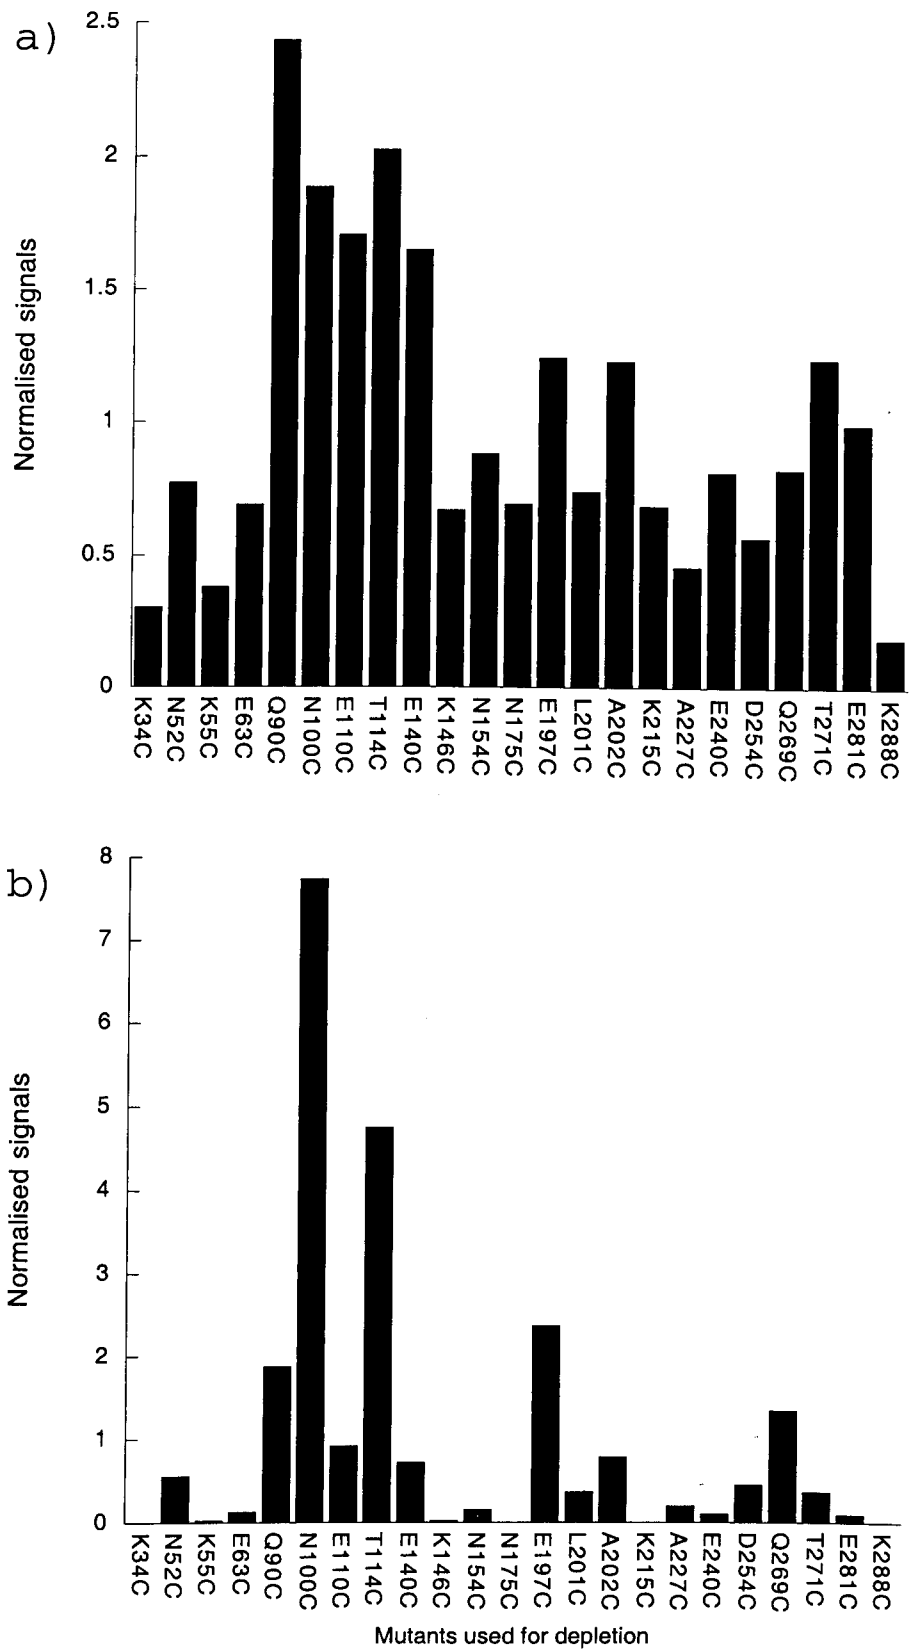 a)
Normalised signals
2.5
2
1.5
1
0.5
0
K34C
N52C
K55C
E63C
Q90C
N100C
E110C
T114C
E140C
K146C
N154C
N175C
E197C
L201C
A202C
K215C
A227C
E240C
D254C
Q269C
T271C
E281C
K288C
b)
Normalised signals
8
7
6
5
4
3
2
1
0
K34C
N52C
K55C
E63C
Q90C
N100C
E110C
T114C
E140C
K146C
N154C
N175C
E197C
L201C
A202C
K215C
A227C
E240C
D254C
Q269C
T271C
E281C
K288C
Mutants used for depletion